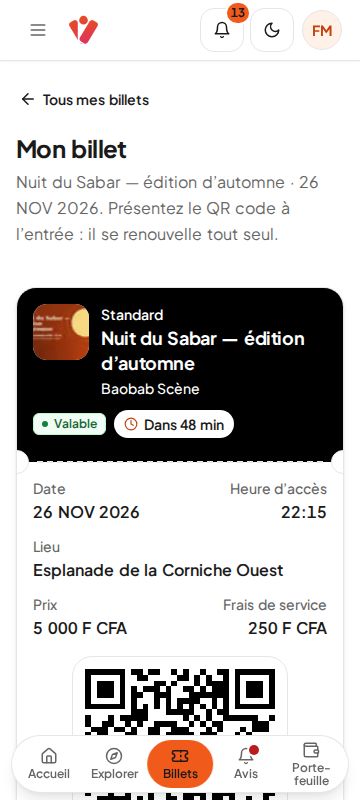 13
FM
Tous mes billets
Mon billet
Nuit du Sabar — édition d’automne · 26
NOV 2026. Présentez le QR code à
l’entrée : il se renouvelle tout seul.
Standard
Nuit du Sabar — édition
d’automne
Baobab Scène
Valable
Dans 48 min
Date
Heure d’accès
26 NOV 2026
22:15
Lieu
Esplanade de la Corniche Ouest
Prix
Frais de service
5 000 F CFA
250 F CFA
Accueil
Explorer
Billets
Avis
Porte-
feuille